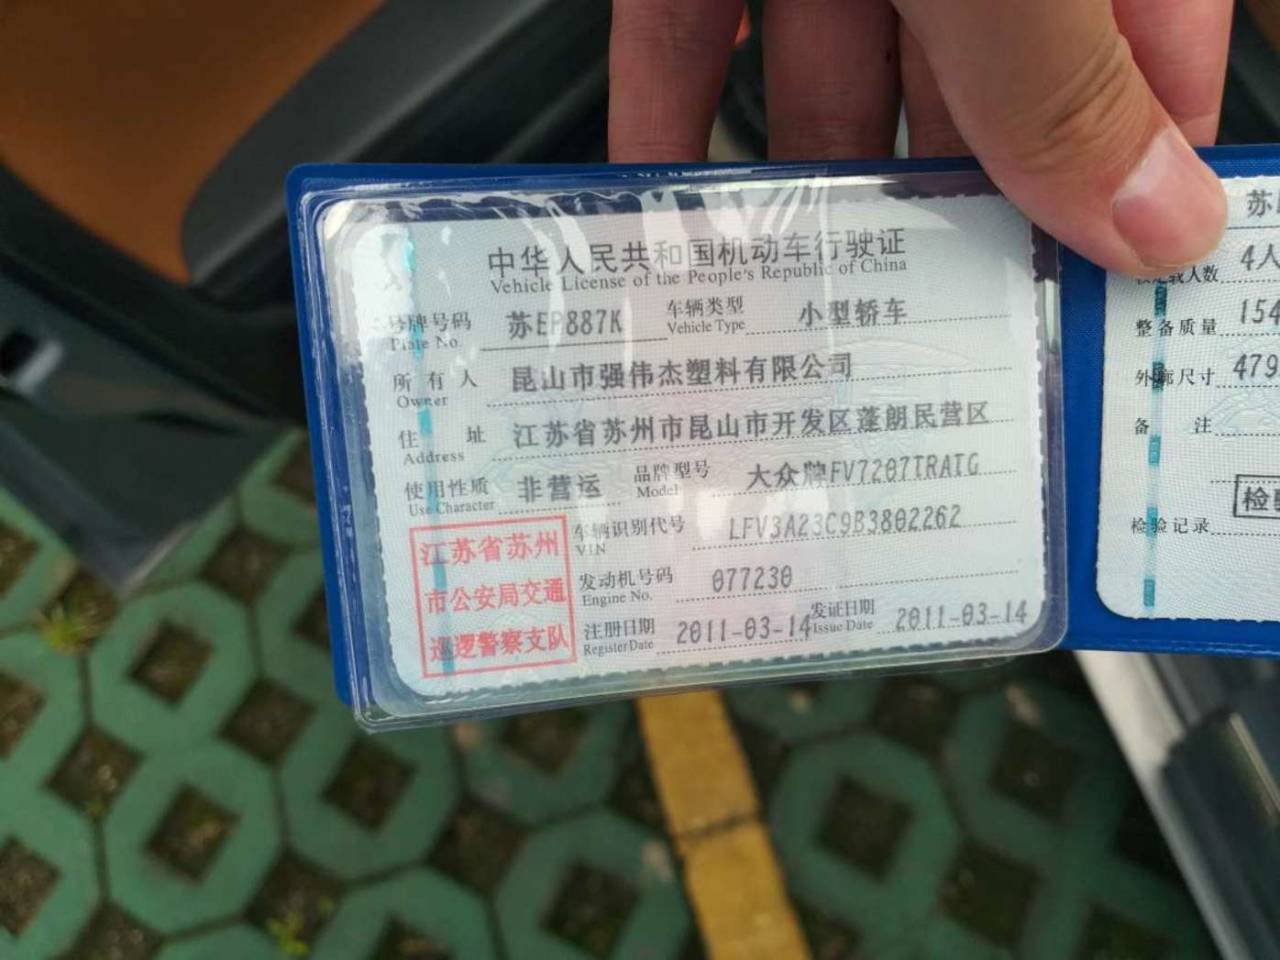 中华人民共和国机动车行驶证
Vehicle License of the People's Republic of China
号牌号码 苏EP887K 车辆类型 小型轿车
Plate No. Vehicle Type
所有人 昆山市强伟杰塑料有限公司
Owner
住址 江苏省苏州市昆山市开发区蓬朗民营区
Address
使用性质 非营运 品牌型号 大众牌FV7207TRATG
Use Character Model
车辆识别代号 LFV3A23C9B3802262
VIN
发动机号码 077230
Engine No.
注册日期 2011-03-14 发证日期 2011-03-14
Register Date Issue Date
江苏省苏州
市公安局交通
巡逻警察支队
苏
载人数 4人
整备质量 154
外廓尺寸 479
备注
检
检验记录